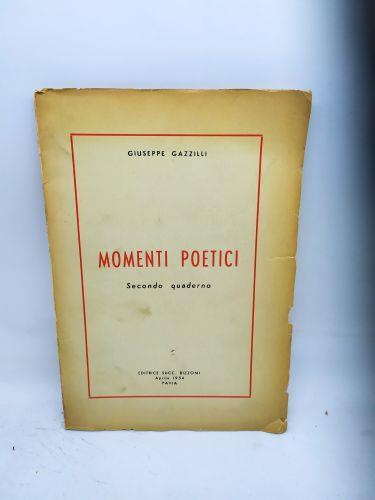 GIUSEPPE GAZZILLI
MOMENTI POETICI
Secondo quaderno
EDITRICE SUCC. BIZZONI
Aprile 1954
PAVIA